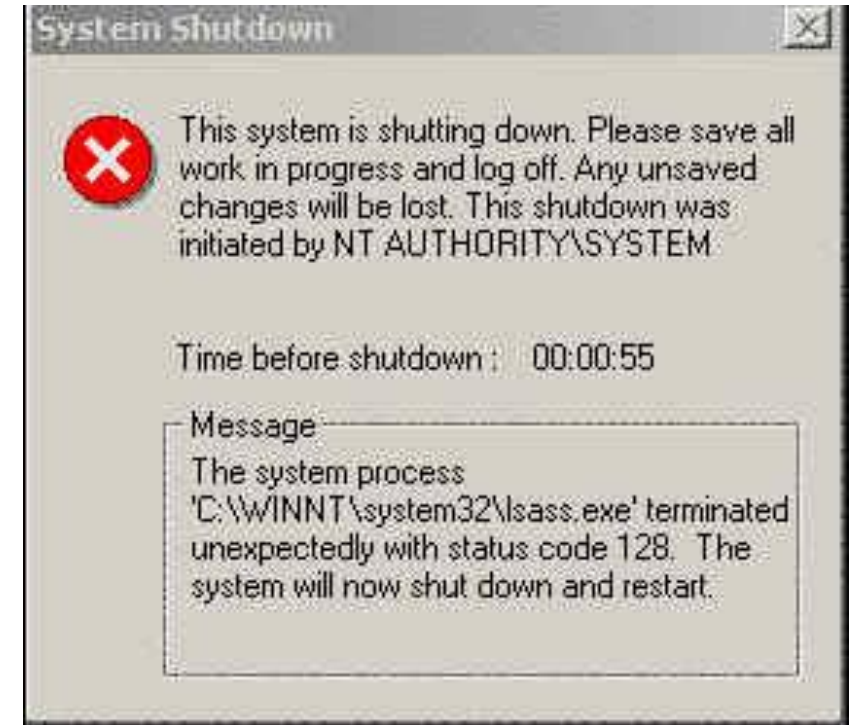 System Shutdown
This system is shutting down. Please save all
work in progress and log off. Any unsaved
changes will be lost. This shutdown was
initiated by NT AUTHORITY\SYSTEM
Time before shutdown : 00:00:55
Message
The system process
'C:\WINNT\system32\lsass.exe' terminated
unexpectedly with status code 128. The
system will now shut down and restart.